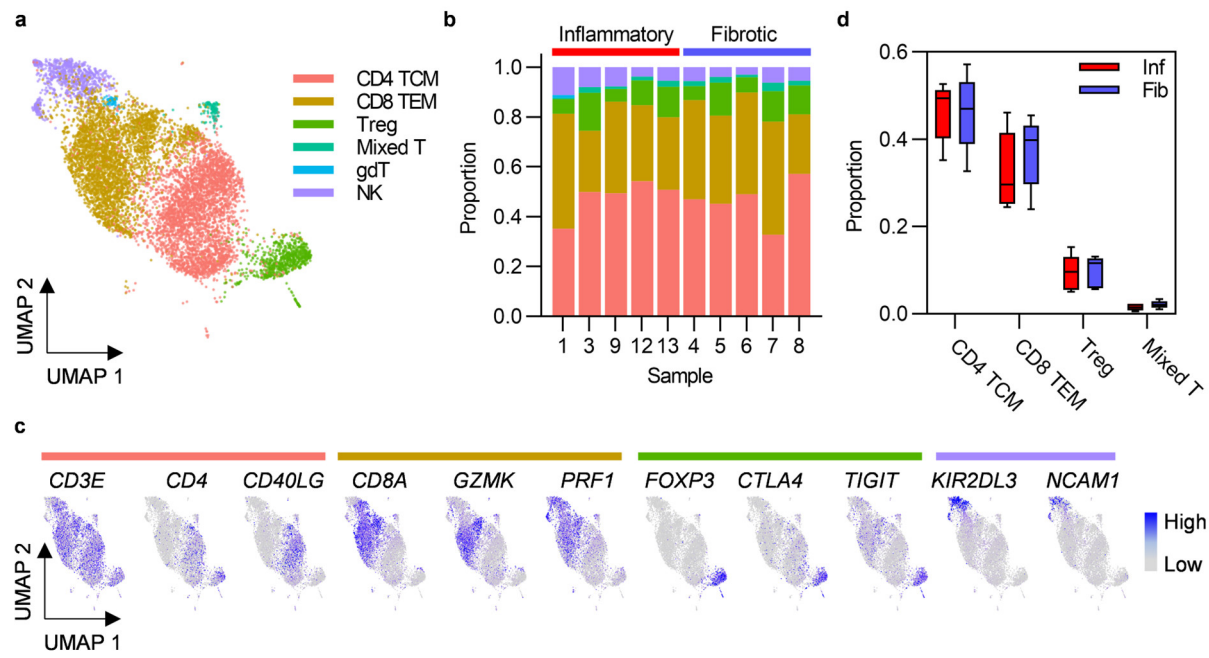 a
CD4 TCM
CD8 TEM
Treg
Mixed T
gdT
NK
UMAP 2
UMAP 1
b
Inflammatory Fibrotic
Proportion
1.0
0.8
0.6
0.4
0.2
0.0
1 3 9 12 13 4 5 6 7 8
Sample
d
Inf
Fib
Proportion
0.6
0.4
0.2
0.0
CD4 TCM
CD8 TEM
Treg
Mixed T
c
CD3E CD4 CD40LG CD8A GZMK PRF1 FOXP3 CTLA4 TIGIT KIR2DL3 NCAM1
High
Low
UMAP 2
UMAP 1